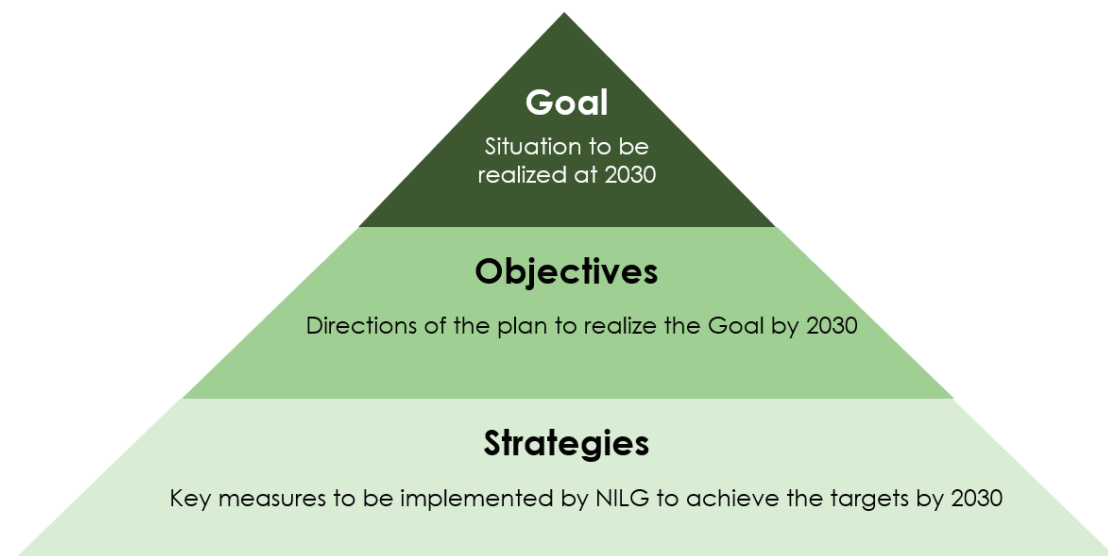 Goal
Situation to be
realized at 2030
Objectives
Directions of the plan to realize the Goal by 2030
Strategies
Key measures to be implemented by NILG to achieve the targets by 2030